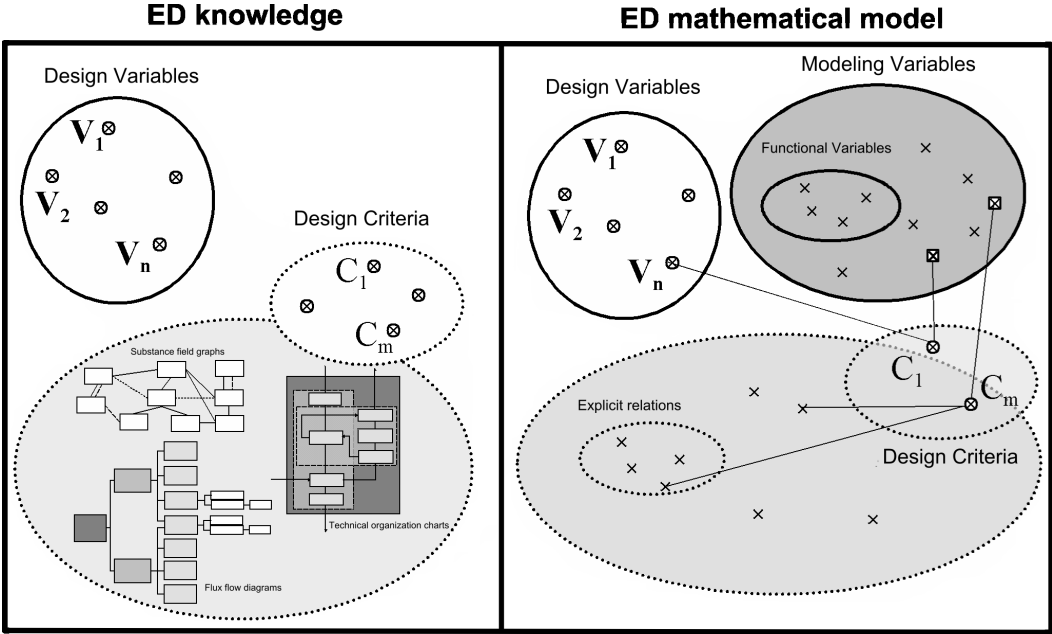 ED knowledge
Design Variables
V1
V2
Vn
Design Criteria
C1
Cm
Substance field graphs
Technical organization charts
Flux flow diagrams
ED mathematical model
Design Variables
Modeling Variables
Functional Variables
V1
V2
Vn
C1
Cm
Explicit relations
Design Criteria